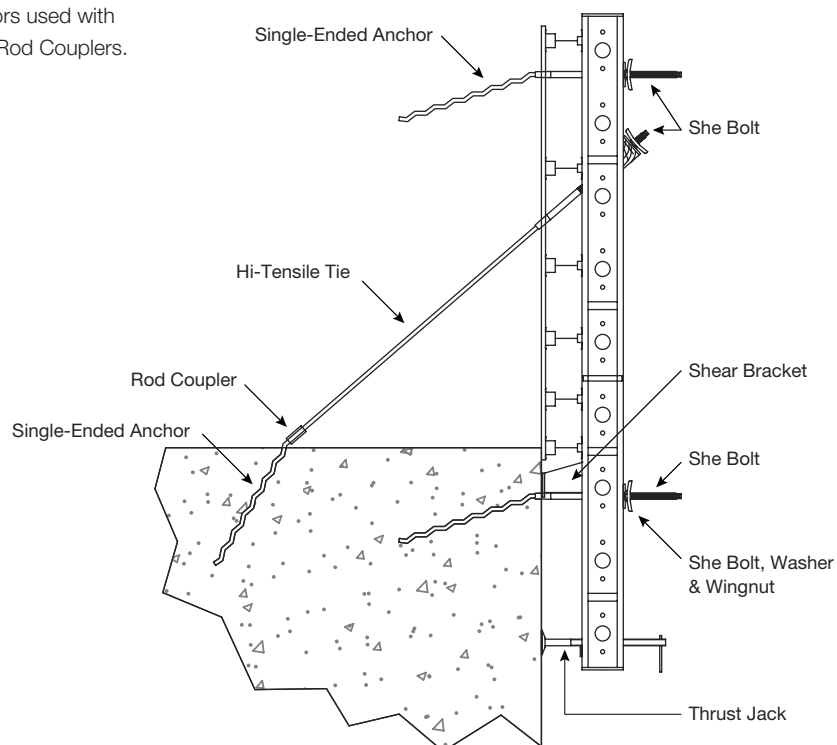 ors used with
Rod Couplers.
Single-Ended Anchor
She Bolt
Hi-Tensile Tie
Rod Coupler
Shear Bracket
Single-Ended Anchor
She Bolt
She Bolt, Washer
& Wingnut
Thrust Jack